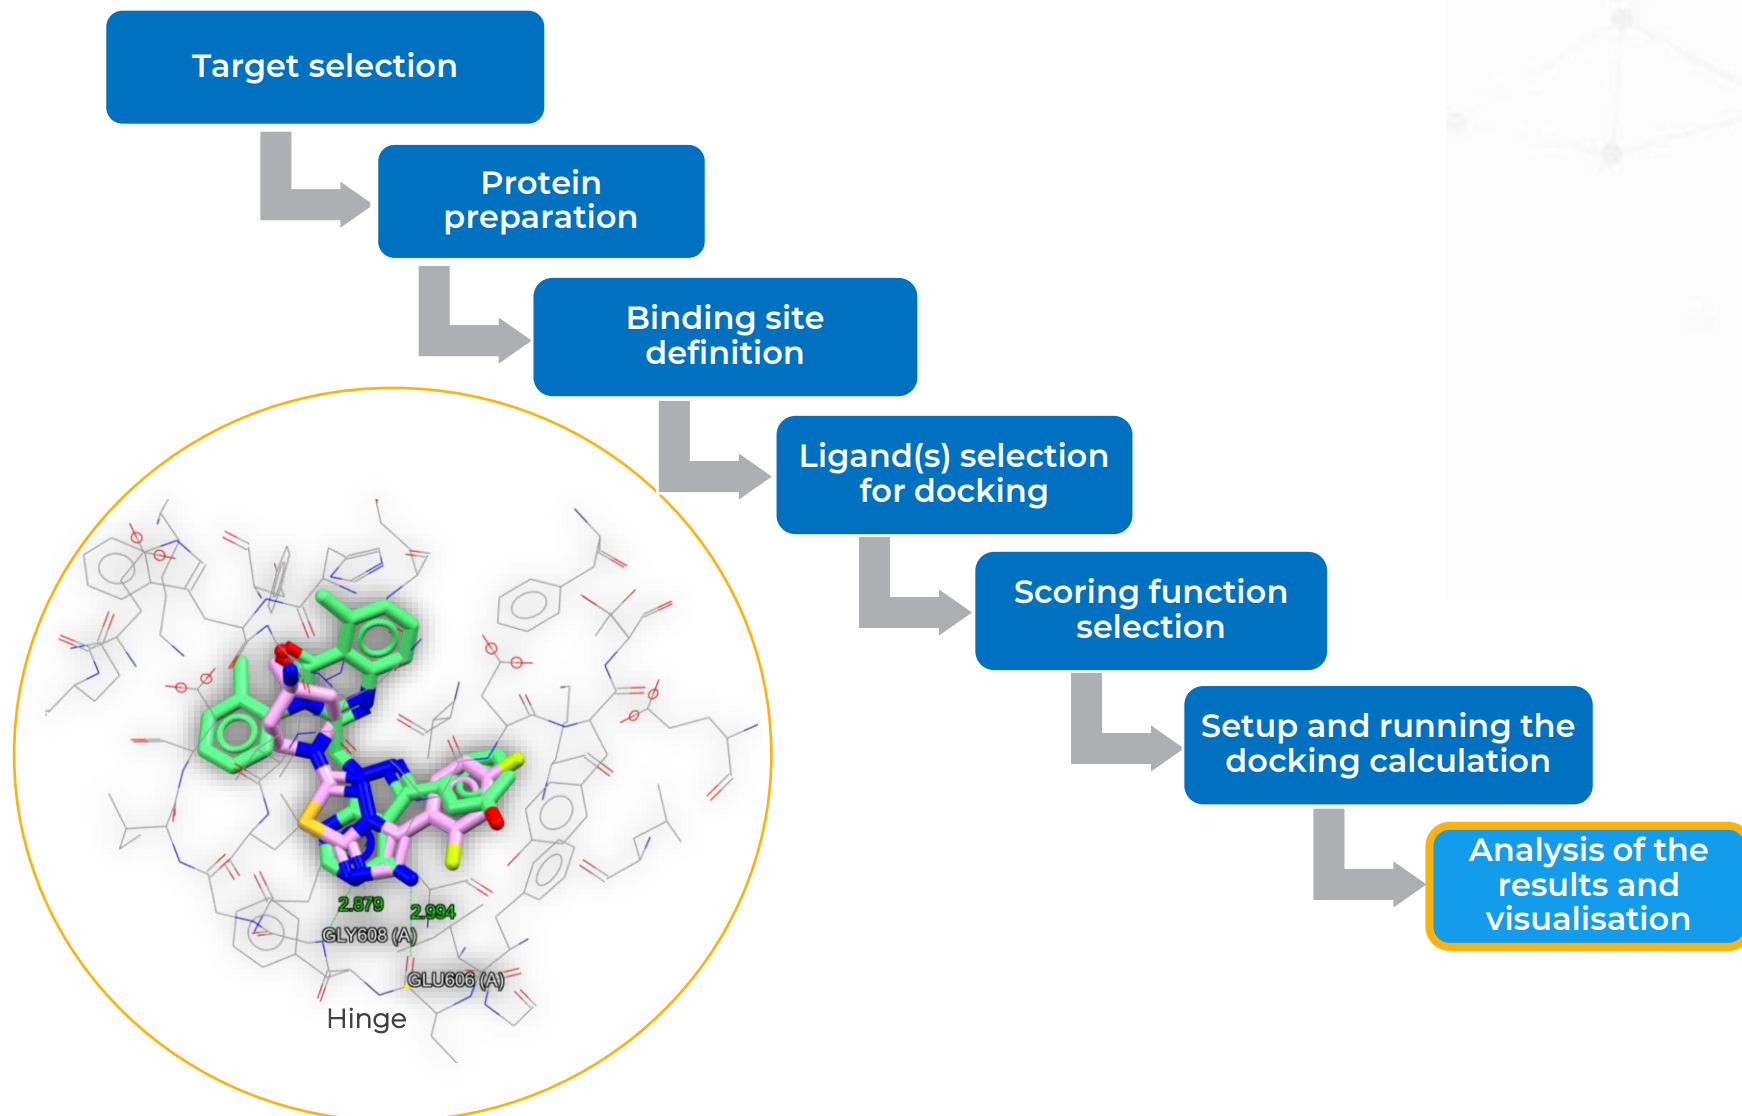 Target selection
Protein
preparation
Binding site
definition
Ligand(s) selection
for docking
Scoring function
selection
Setup and running the
docking calculation
Analysis of the
results and
visualisation
2.879
2.994
GLY608 (A)
GLU606 (A)
Hinge